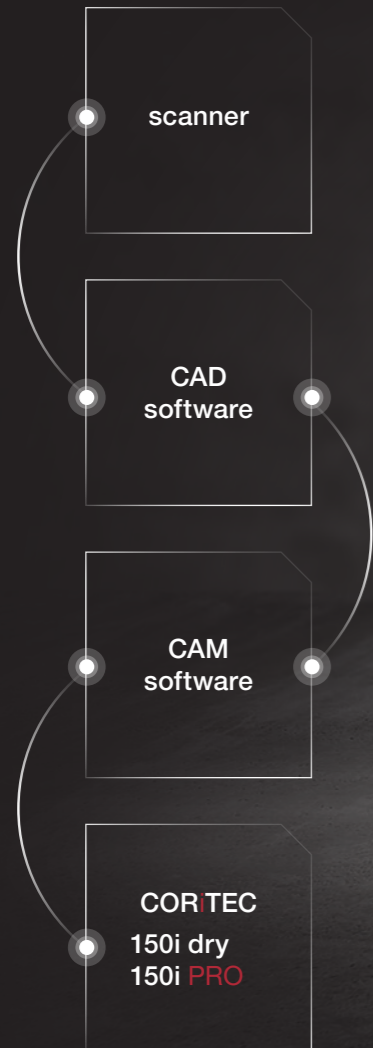 scanner
CAD
software
CAM
software
CORiTEC
150i dry
150i PRO